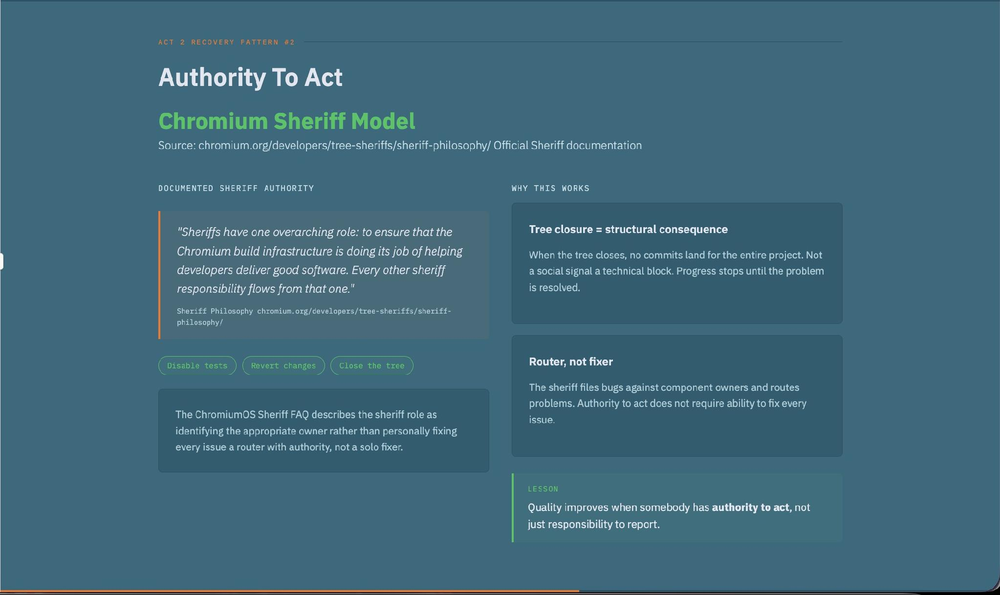 ACT 2 RECOVERY PATTERN #2
Authority To Act
Chromium Sheriff Model
Source: chromium.org/developers/tree-sheriffs/sheriff-philosophy/ Official Sheriff documentation
DOCUMENTED SHERIFF AUTHORITY
"Sheriffs have one overarching role: to ensure that the
Chromium build infrastructure is doing its job of helping
developers deliver good software. Every other sheriff
responsibility flows from that one."
Sheriff Philosophy chromium.org/developers/tree-sheriffs/sheriff-
philosophy/
Disable tests
Revert changes
Close the tree
The ChromiumOS Sheriff FAQ describes the sheriff role as
identifying the appropriate owner rather than personally fixing
every issue a router with authority, not a solo fixer.
WHY THIS WORKS
Tree closure = structural consequence
When the tree closes, no commits land for the entire project. Not
a social signal a technical block. Progress stops until the problem
is resolved.
Router, not fixer
The sheriff files bugs against component owners and routes
problems. Authority to act does not require ability to fix every
issue.
LESSON
Quality improves when somebody has authority to act, not
just responsibility to report.